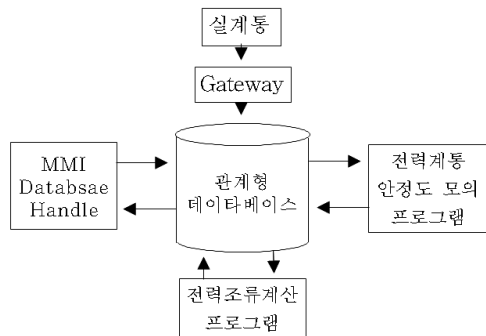 실계통
Gateway
MMI
Databsae
Handle
관계형
데이타베이스
전력계통
안정도 모의
프로그램
전력조류계산
프로그램